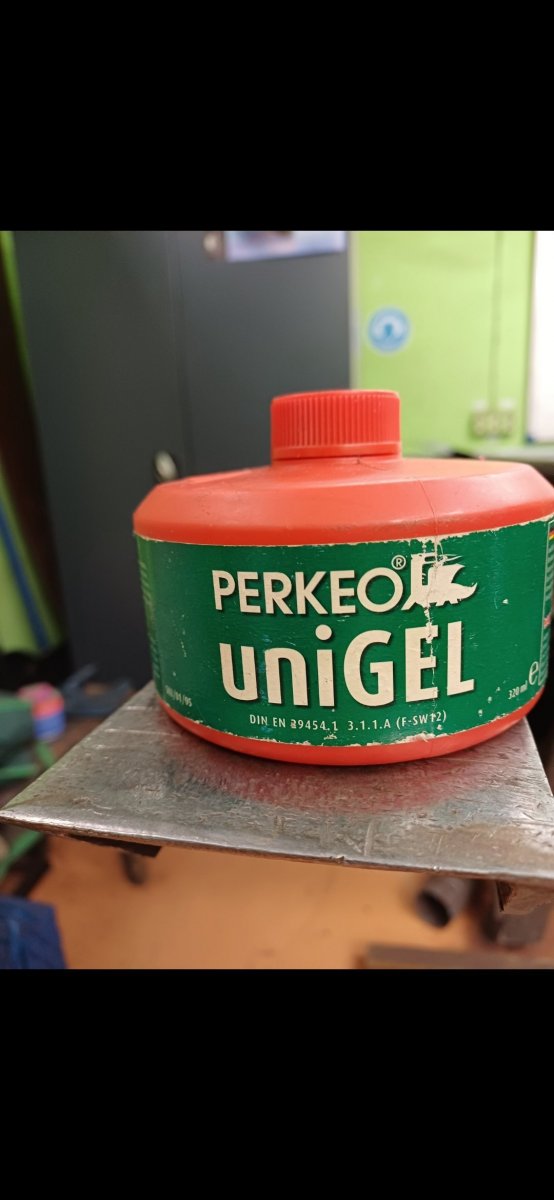 PERKEO®
uniGEL
DIN EN 29454.1 3.1.1.A (F-SW12)
320 ml e